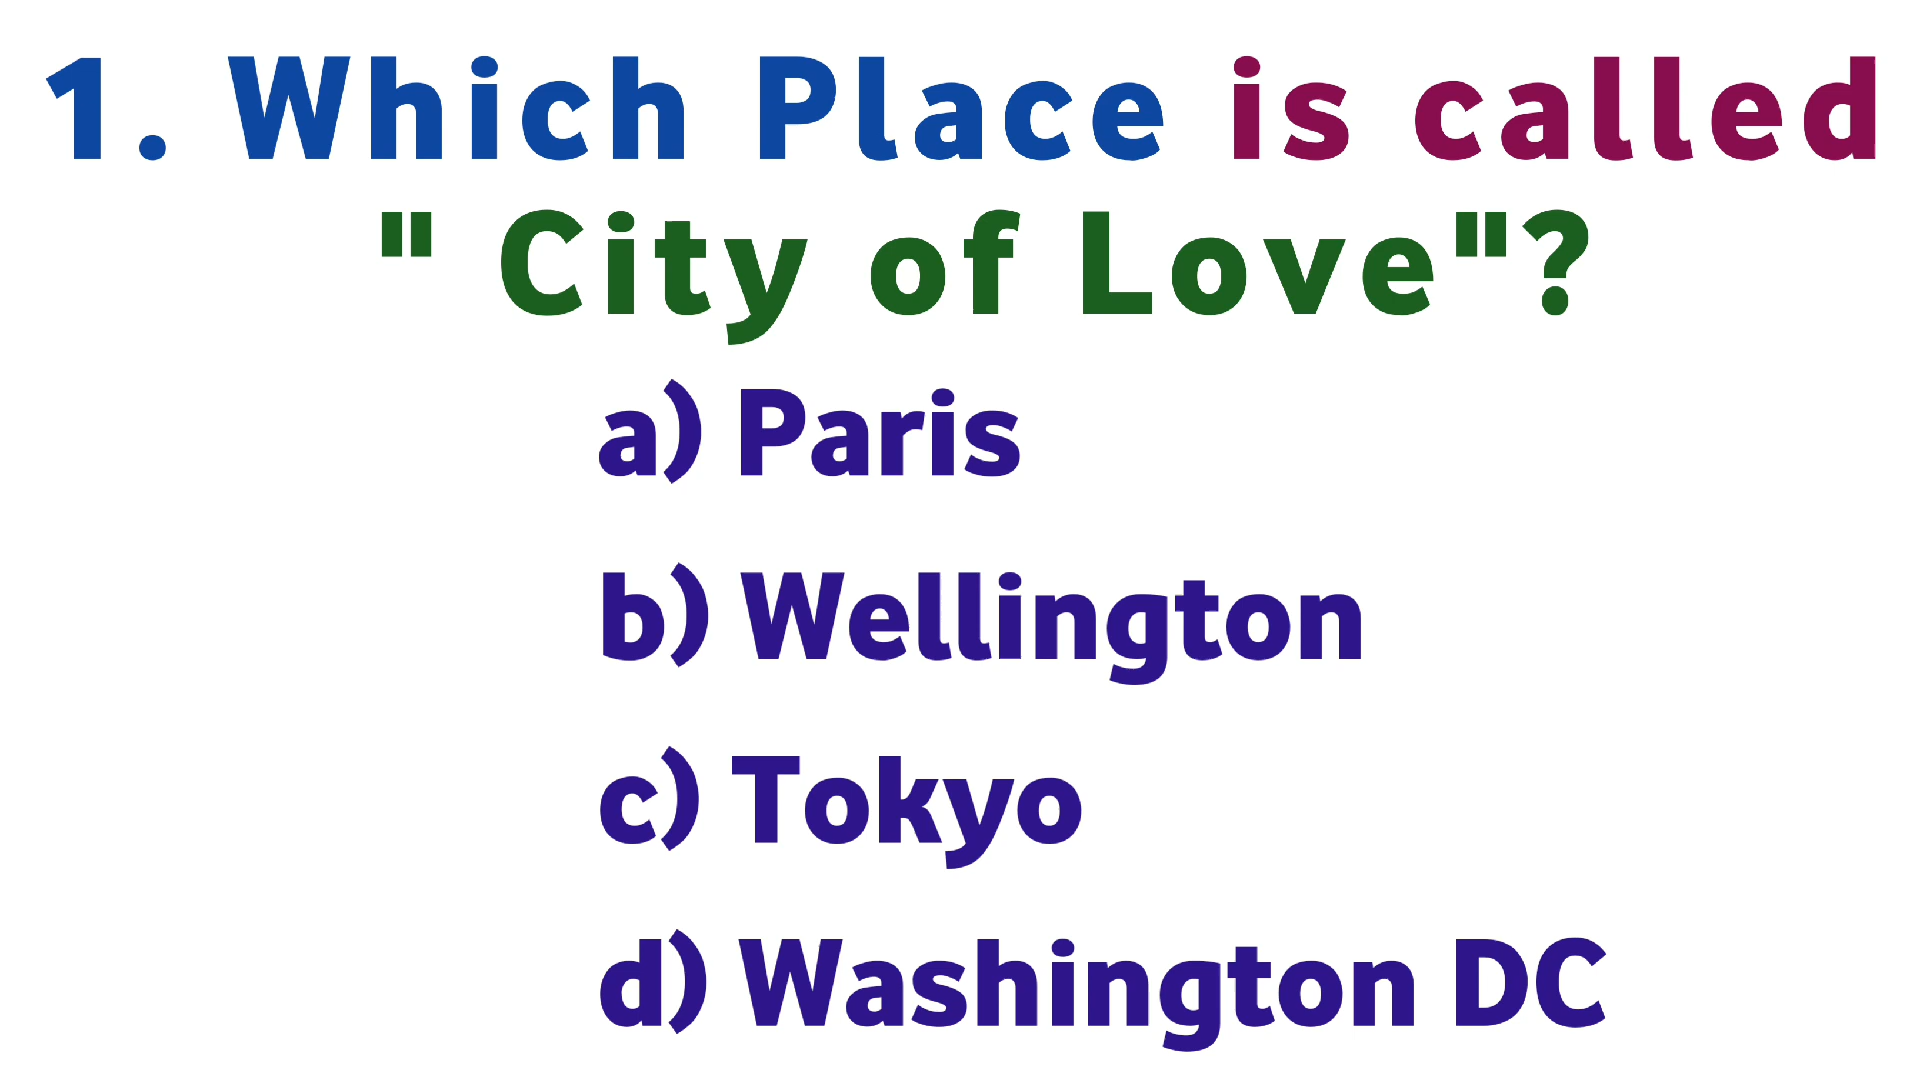 1. Which Place is called
" City of Love"?
a) Paris
b) Wellington
c) Tokyo
d) Washington DC